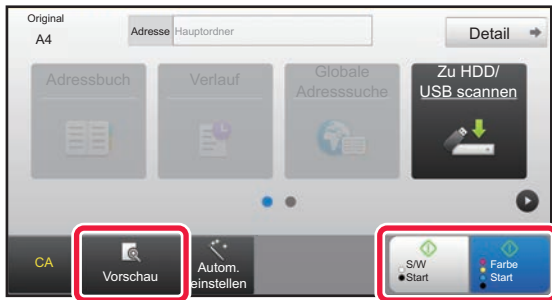 Original
A4
Adresse Hauptordner
Detail
Adressbuch
Verlauf
Globale
Adresssuche
Zu HDD/
USB scannen
CA
Vorschau
Autom.
einstellen
S/W
Start
Farbe
Start